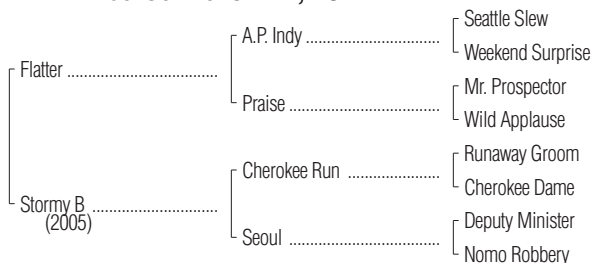 Seattle Slew
A.P. Indy
Weekend Surprise
Flatter
Mr. Prospector
Praise
Wild Applause
Runaway Groom
Cherokee Run
Cherokee Dame
Stormy B
(2005)
Deputy Minister
Seoul
Nomo Robbery